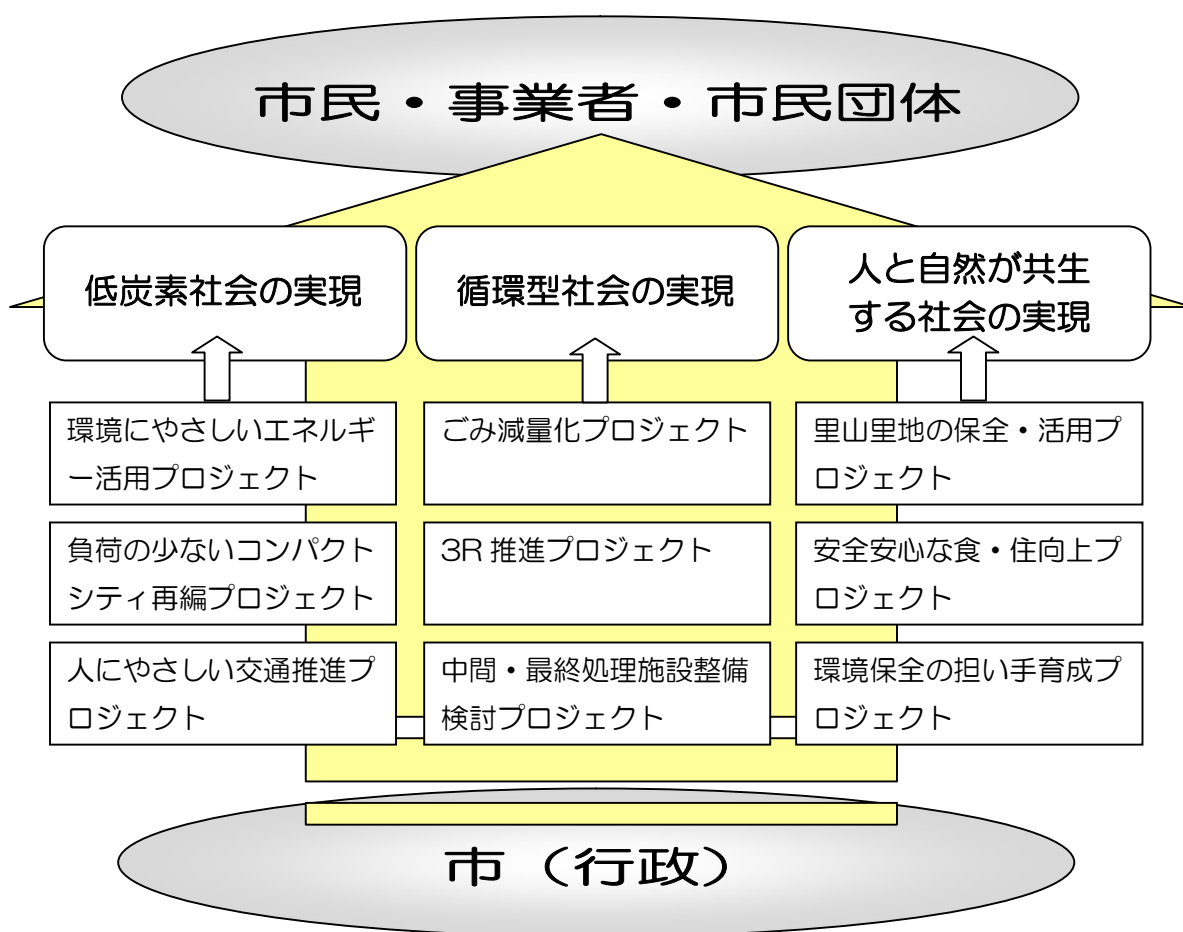 市民・事業者・市民団体
低炭素社会の実現
循環型社会の実現
人と自然が共生
する社会の実現
環境にやさしいエネルギ
ー活用プロジェクト
ごみ減量化プロジェクト
里山里地の保全・活用プ
ロジェクト
負荷の少ないコンパクト
シティ再編プロジェクト
3R 推進プロジェクト
安全安心な食・住向上プ
ロジェクト
人にやさしい交通推進プ
ロジェクト
中間・最終処理施設整備
検討プロジェクト
環境保全の担い手育成プ
ロジェクト
市（行政）